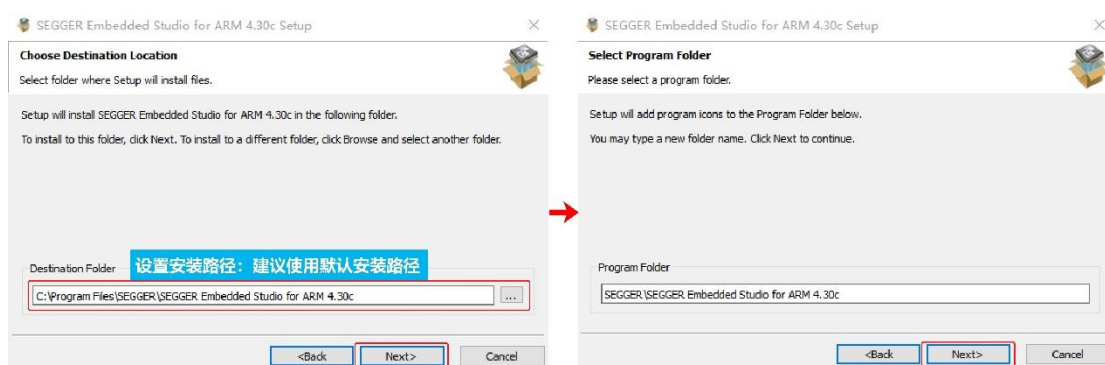 SEGGER Embedded Studio for ARM 4.30c Setup
Choose Destination Location
Select folder where Setup will install files.
Setup will install SEGGER Embedded Studio for ARM 4.30c in the following folder.
To install to this folder, click Next. To install to a different folder, click Browse and select another folder.
Destination Folder
设置安装路径：建议使用默认安装路径
C:\Program Files\SEGGER\SEGGER Embedded Studio for ARM 4.30c
...
<Back
Next>
Cancel
SEGGER Embedded Studio for ARM 4.30c Setup
Select Program Folder
Please select a program folder.
Setup will add program icons to the Program Folder below.
You may type a new folder name. Click Next to continue.
Program Folder
SEGGER\SEGGER Embedded Studio for ARM 4.30c
<Back
Next>
Cancel